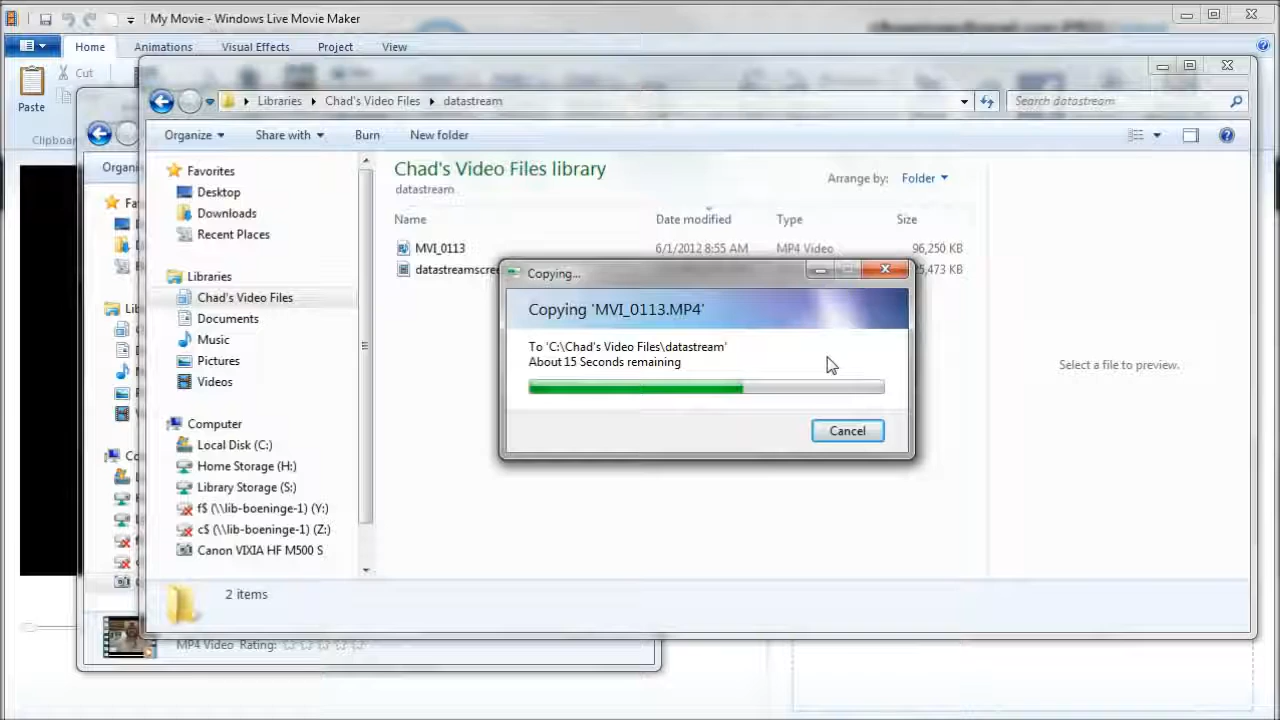 My Movie - Windows Live Movie Maker
Home Animations Visual Effects Project View
Cut
Paste
Libraries Chad's Video Files datastream
Search datastream
Organize Share with Burn New folder
Favorites
Desktop
Downloads
Recent Places
Libraries
Chad's Video Files
Documents
Music
Pictures
Videos
Computer
Local Disk (C:)
Home Storage (H:)
Library Storage (S:)
f$ (\\lib-boeninge-1) (Y:)
c$ (\\lib-boeninge-1) (Z:)
Canon VIXIA HF M500 S
Chad's Video Files library
datastream
Arrange by: Folder
Name Date modified Type Size
MVI_0113 6/1/2012 8:55 AM MP4 Video 96,250 KB
Copying...
Copying 'MVI_0113.MP4'
To 'C:\Chad's Video Files\datastream'
About 15 Seconds remaining
Cancel
Select a file to preview.
2 items
MP4 Video Rating: